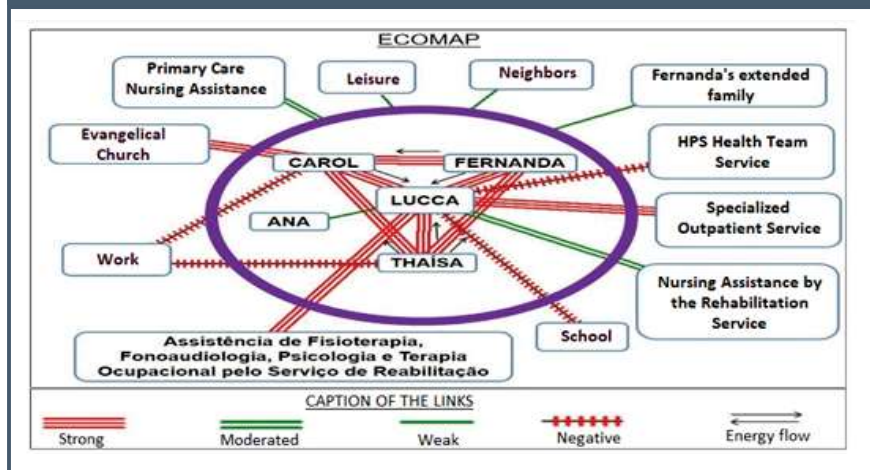 ECOMAP
Primary Care
Nursing Assistance
Leisure
Neighbors
Fernanda's extended
family
Evangelical
Church
CAROL
FERNANDA
HPS Health Team
Service
LUCCA
ANA
Specialized
Outpatient Service
Work
THAÍSA
Nursing Assistance by
the Rehabilitation
Service
School
Assistência de Fisioterapia,
Fonoaudiologia, Psicologia e Terapia
Ocupacional pelo Serviço de Reabilitação
CAPTION OF THE LINKS
Strong
Moderated
Weak
Negative
Energy flow